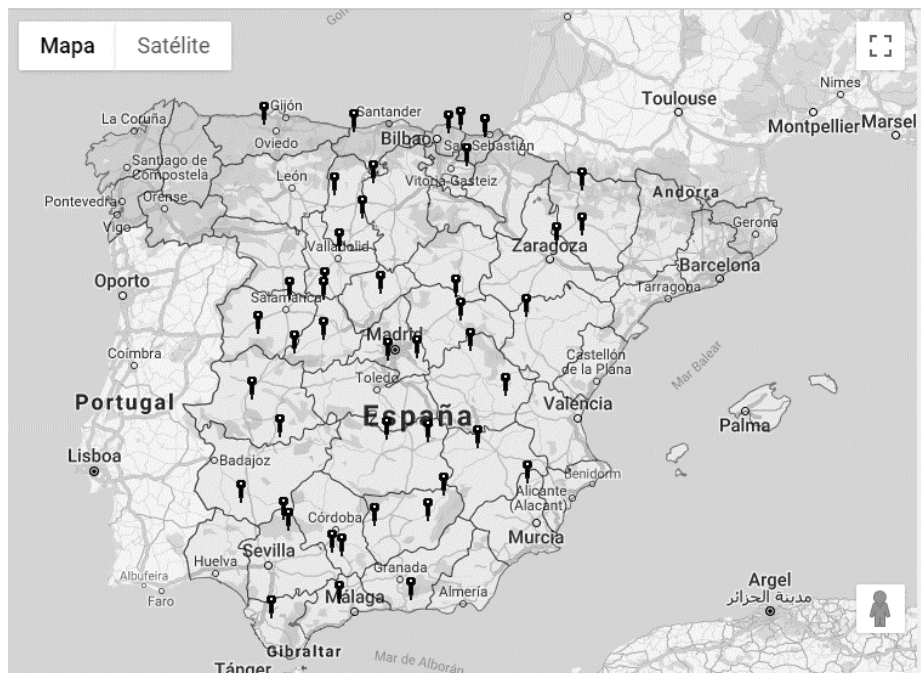 Gol
Mapa
Satélite
Gijón
Santander
La Coruña
Oviedo
Bilbao
San Sebastián
Toulouse
Nimes
Montpellier
Marsel
Santiago de
Compostela
León
Vitoria-Gasteiz
Andorra
Pontevedra
Orense
Vigo
Gerona
Valladolid
Zaragoza
Barcelona
Oporto
Tarragona
Salamanca
Madrid
Coímbra
Castellón
de la Plana
Mar Balear
Toledo
Portugal
España
Valencia
Palma
Lisboa
Badajoz
Benidorm
Alicante
(Alacant)
Córdoba
Murcia
Sevilla
Huelva
Granada
Albufeira
Faro
Málaga
Almería
Argel
مدينة الجزائر
Gibraltar
Mar de Alborán
Tánger